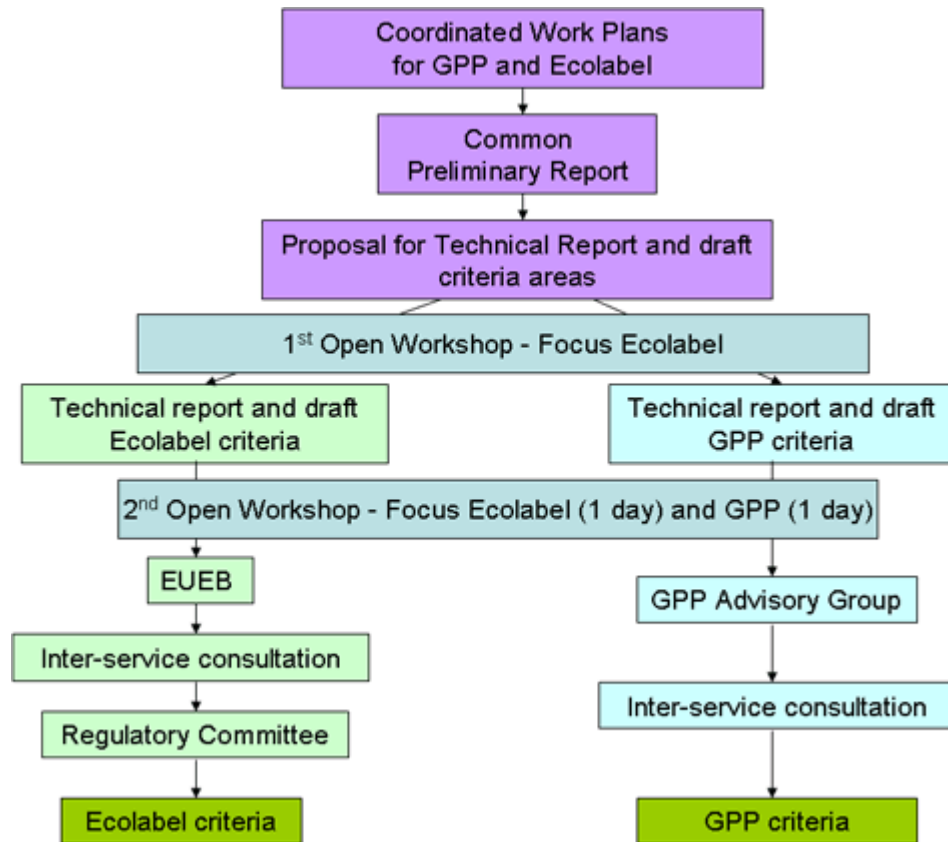 Coordinated Work Plans
for GPP and Ecolabel
Common
Preliminary Report
Proposal for Technical Report and draft
criteria areas
1st Open Workshop - Focus Ecolabel
Technical report and draft
Ecolabel criteria
Technical report and draft
GPP criteria
2nd Open Workshop - Focus Ecolabel (1 day) and GPP (1 day)
EUEB
GPP Advisory Group
Inter-service consultation
Inter-service consultation
Regulatory Committee
Ecolabel criteria
GPP criteria